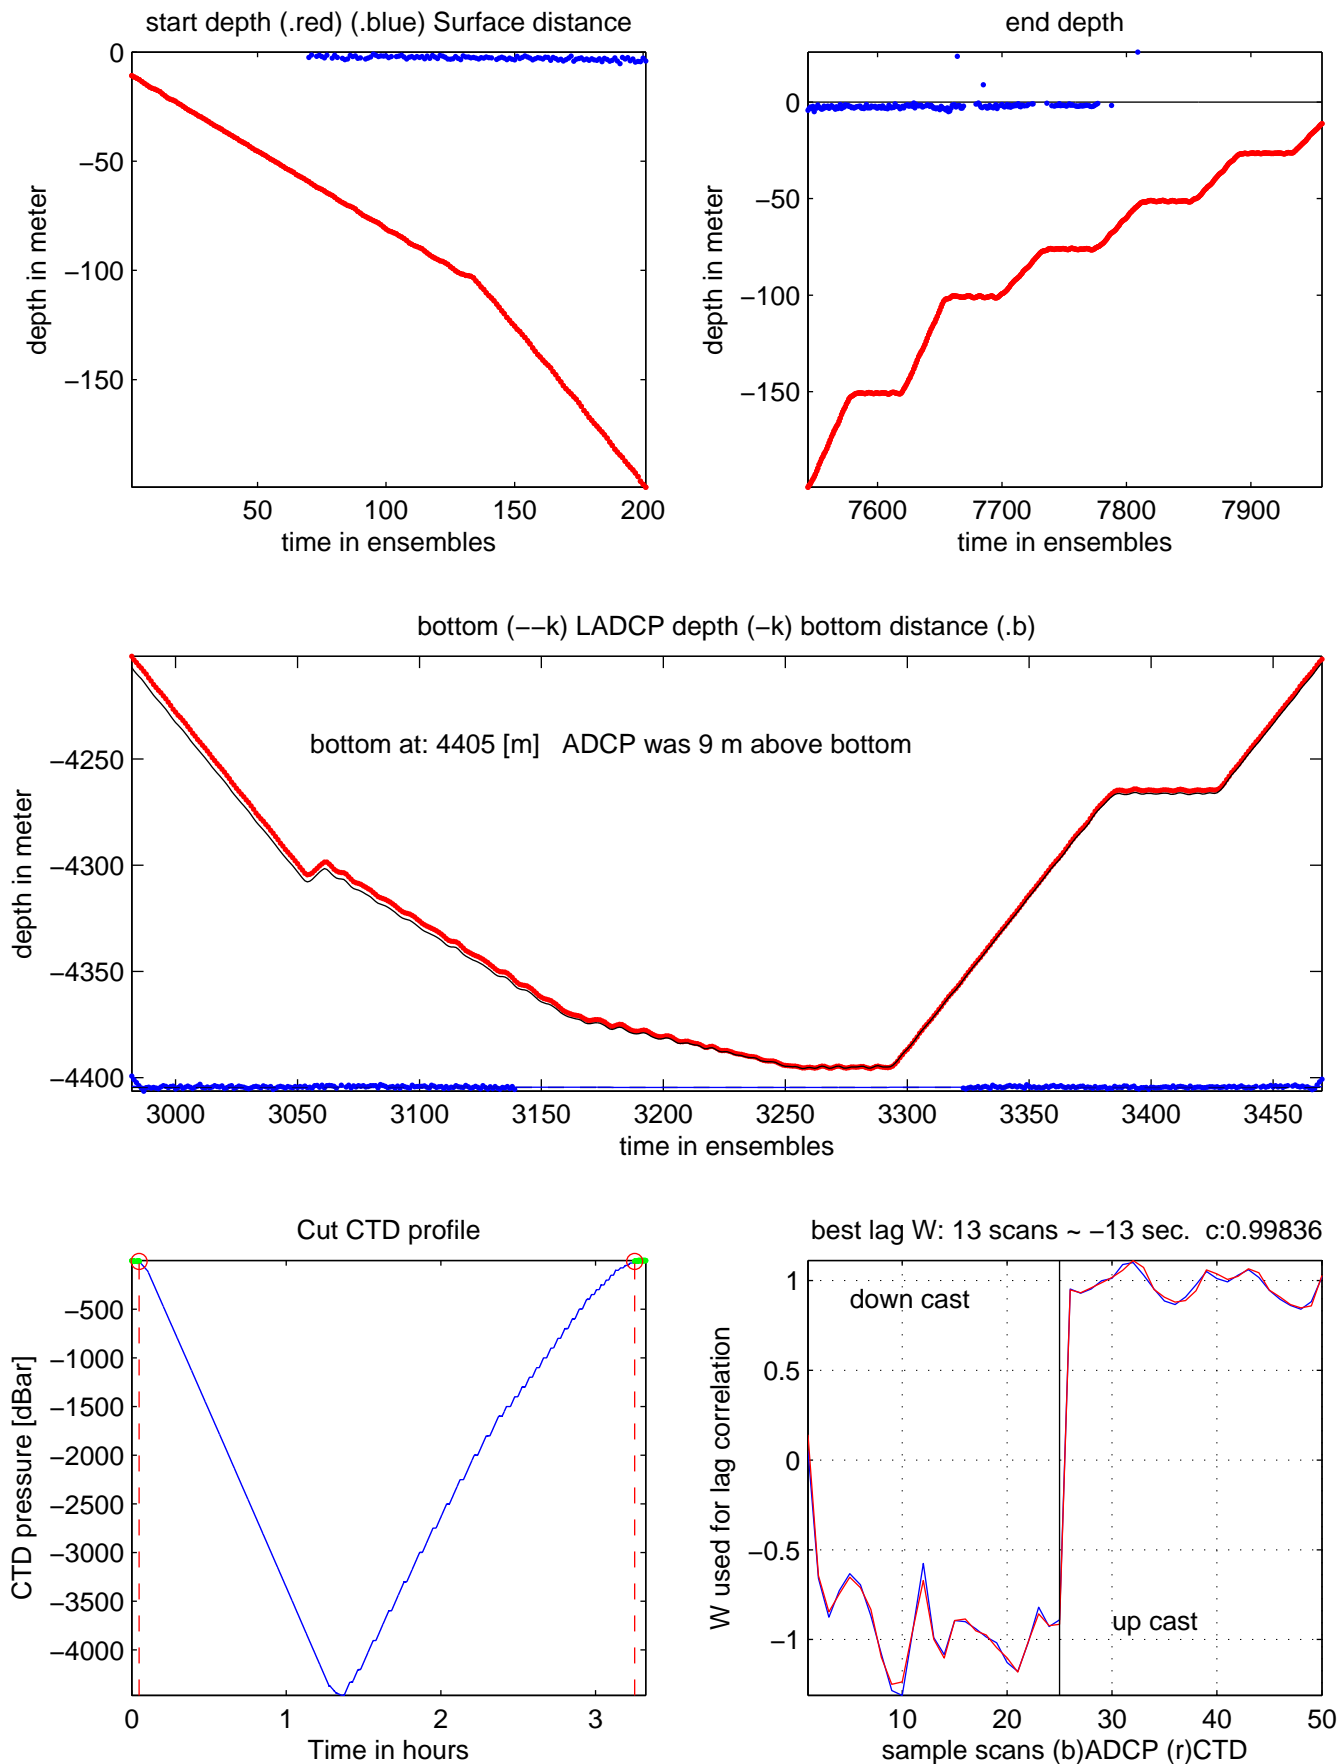 start depth (.red) (.blue) Surface distance
0
−50
−100
−150
depth in meter
50
100
150
200
time in ensembles
end depth
0
−50
−100
−150
depth in meter
7600
7700
7800
7900
time in ensembles
bottom (−−k) LADCP depth (−k) bottom distance (.b)
bottom at: 4405 [m]   ADCP was 9 m above bottom
−4250
−4300
−4350
−4400
depth in meter
3000
3050
3100
3150
3200
3250
3300
3350
3400
3450
time in ensembles
Cut CTD profile
−500
−1000
−1500
−2000
−2500
−3000
−3500
−4000
CTD pressure [dBar]
0
1
2
3
Time in hours
best lag W: 13 scans ~ −13 sec.  c:0.99836
down cast
up cast
1
0.5
0
−0.5
−1
W used for lag correlation
10
20
30
40
50
sample scans (b)ADCP (r)CTD